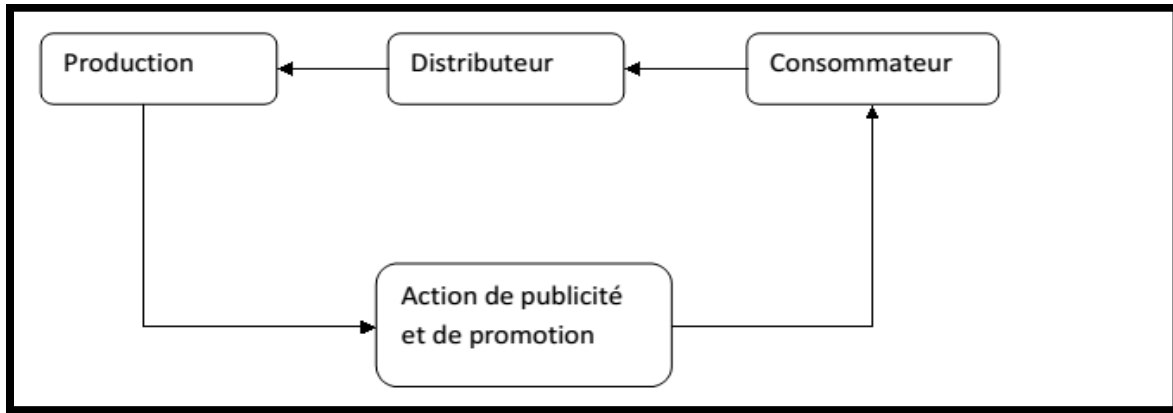 Production
Distributeur
Consommateur
Action de publicité
et de promotion